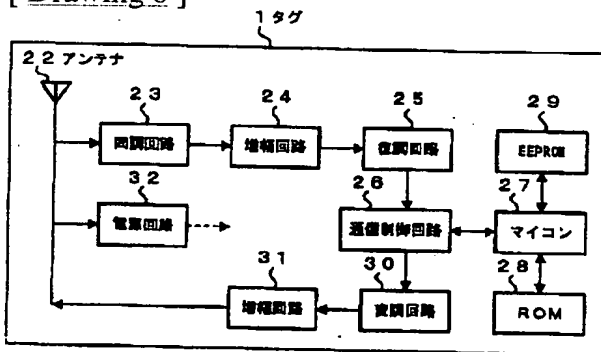 [ Drawing 3 ]
1 タグ
22 アンテナ
23
24
25
29
同調回路
増幅回路
復調回路
EEPROM
32
26
27
電源回路
通信制御回路
マイコン
31
30
28
増幅回路
変調回路
ROM